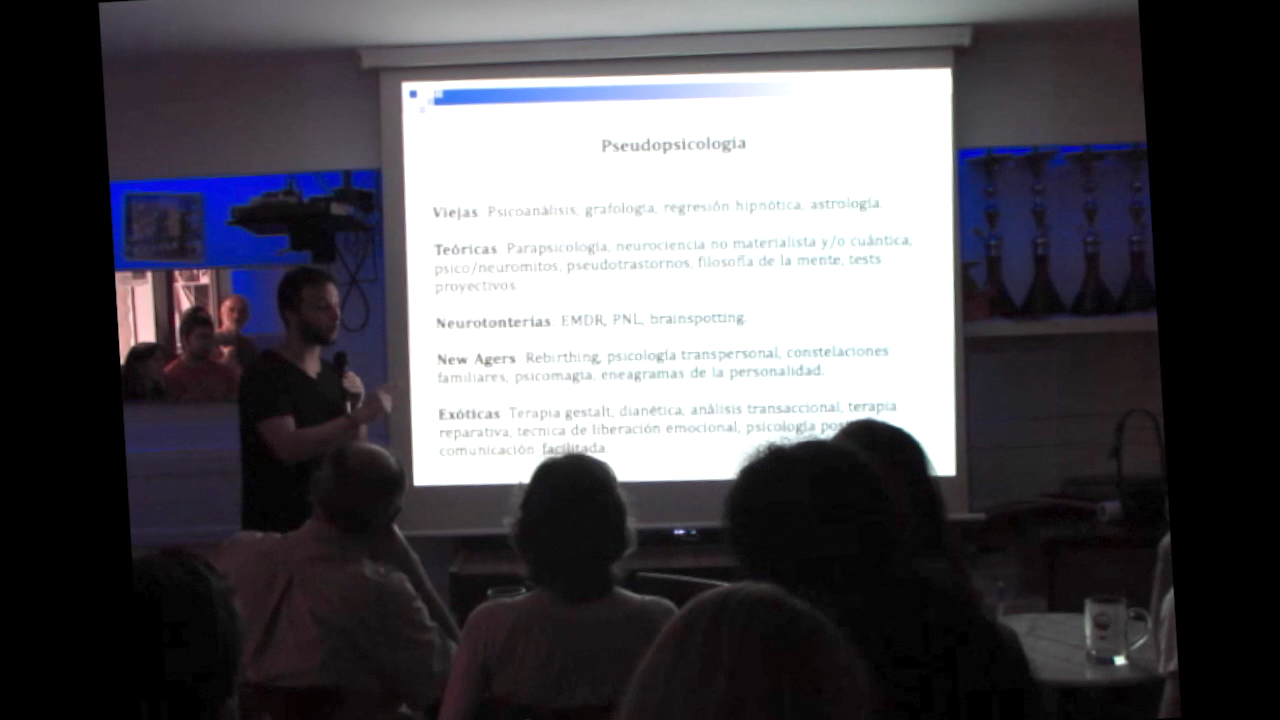 Pseudopsicología
Viejas Psicoanálisis, grafología, regresión hipnótica, astrología.
Teóricas Parapsicología, neurociencia no materialista y/o cuántica,
psico/neuromitos, pseudotrastornos, filosofía de la mente, tests
proyectivos
Neurotonterías EMDR, PNL, brainspotting.
New Agers Rebirthing, psicología transpersonal, constelaciones
familiares, psicomagia, eneagramas de la personalidad.
Exóticas Terapia gestalt, dianética, análisis transaccional, terapia
reparativa, tecnica de liberación emocional, psicología
comunicación facilitada